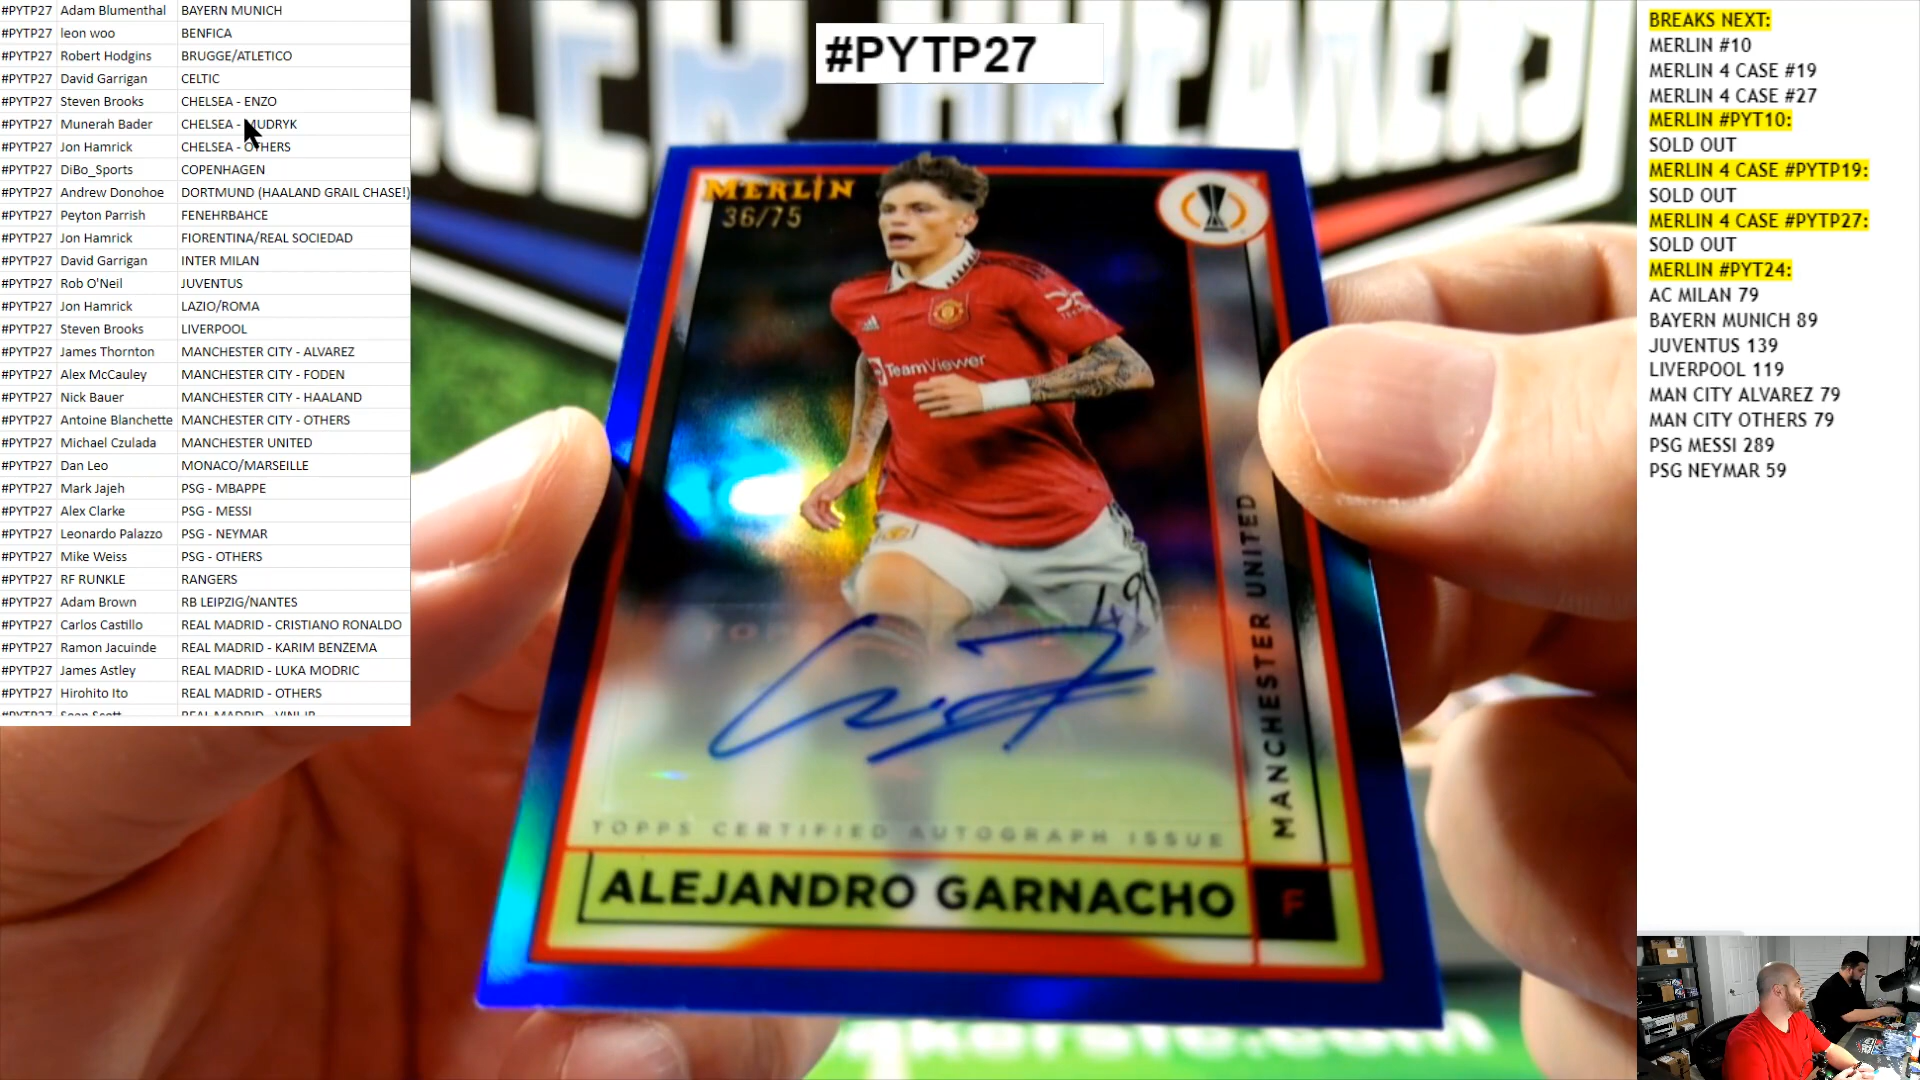 #PYTP27 Adam Blumenthal BAYERN MUNICH
#PYTP27 leon woo BENFICA
#PYTP27 Robert Hodgins BRUGGE/ATLETICO
#PYTP27 David Garrigan CELTIC
#PYTP27 Steven Brooks CHELSEA - ENZO
#PYTP27 Munerah Bader CHELSEA - MUDRYK
#PYTP27 Jon Hamrick CHELSEA - OTHERS
#PYTP27 DiBo_Sports COPENHAGEN
#PYTP27 Andrew Donohoe DORTMUND (HAALAND GRAIL CHASE!)
#PYTP27 Peyton Parrish FENEHRBAHCE
#PYTP27 Jon Hamrick FIORENTINA/REAL SOCIEDAD
#PYTP27 David Garrigan INTER MILAN
#PYTP27 Rob O'Neil JUVENTUS
#PYTP27 Jon Hamrick LAZIO/ROMA
#PYTP27 Steven Brooks LIVERPOOL
#PYTP27 James Thornton MANCHESTER CITY - ALVAREZ
#PYTP27 Alex McCauley MANCHESTER CITY - FODEN
#PYTP27 Nick Bauer MANCHESTER CITY - HAALAND
#PYTP27 Antoine Blanchette MANCHESTER CITY - OTHERS
#PYTP27 Michael Czulada MANCHESTER UNITED
#PYTP27 Dan Leo MONACO/MARSEILLE
#PYTP27 Mark Jajeh PSG - MBAPPE
#PYTP27 Alex Clarke PSG - MESSI
#PYTP27 Leonardo Palazzo PSG - NEYMAR
#PYTP27 Mike Weiss PSG - OTHERS
#PYTP27 RF RUNKLE RANGERS
#PYTP27 Adam Brown RB LEIPZIG/NANTES
#PYTP27 Carlos Castillo REAL MADRID - CRISTIANO RONALDO
#PYTP27 Ramon Jacuinde REAL MADRID - KARIM BENZEMA
#PYTP27 James Astley REAL MADRID - LUKA MODRIC
#PYTP27 Hirohito Ito REAL MADRID - OTHERS
#PYTP27
MERLIN
36/75
TeamViewer
49
MANCHESTER UNITED
TOPPS CERTIFIED AUTOGRAPH ISSUE
ALEJANDRO GARNACHO
F
BREAKS NEXT:
MERLIN #10
MERLIN 4 CASE #19
MERLIN 4 CASE #27
MERLIN #PYT10:
SOLD OUT
MERLIN 4 CASE #PYTP19:
SOLD OUT
MERLIN 4 CASE #PYTP27:
SOLD OUT
MERLIN #PYT24:
AC MILAN 79
BAYERN MUNICH 89
JUVENTUS 139
LIVERPOOL 119
MAN CITY ALVAREZ 79
MAN CITY OTHERS 79
PSG MESSI 289
PSG NEYMAR 59